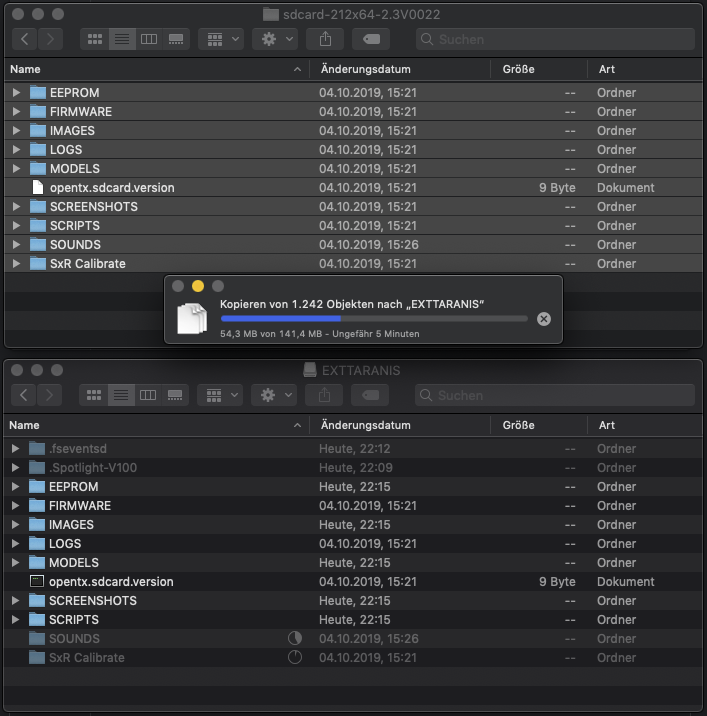 sdcard-212x64-2.3V0022
Suchen
Name Änderungsdatum Größe Art
EEPROM 04.10.2019, 15:21 -- Ordner
FIRMWARE 04.10.2019, 15:21 -- Ordner
IMAGES 04.10.2019, 15:21 -- Ordner
LOGS 04.10.2019, 15:21 -- Ordner
MODELS 04.10.2019, 15:21 -- Ordner
opentx.sdcard.version 04.10.2019, 15:21 9 Byte Dokument
SCREENSHOTS 04.10.2019, 15:21 -- Ordner
SCRIPTS 04.10.2019, 15:21 -- Ordner
SOUNDS 04.10.2019, 15:26 -- Ordner
SxR Calibrate 04.10.2019, 15:21 -- Ordner
Kopieren von 1.242 Objekten nach „EXTTARANIS“
54,3 MB von 141,4 MB - Ungefähr 5 Minuten
EXTTARANIS
Suchen
Name Änderungsdatum Größe Art
.fseventsd Heute, 22:12 -- Ordner
.Spotlight-V100 Heute, 22:09 -- Ordner
EEPROM Heute, 22:15 -- Ordner
FIRMWARE 04.10.2019, 15:21 -- Ordner
IMAGES Heute, 22:15 -- Ordner
LOGS 04.10.2019, 15:21 -- Ordner
MODELS Heute, 22:15 -- Ordner
opentx.sdcard.version 04.10.2019, 15:21 9 Byte Dokument
SCREENSHOTS Heute, 22:15 -- Ordner
SCRIPTS Heute, 22:15 -- Ordner
SOUNDS 04.10.2019, 15:26 -- Ordner
SxR Calibrate 04.10.2019, 15:21 -- Ordner